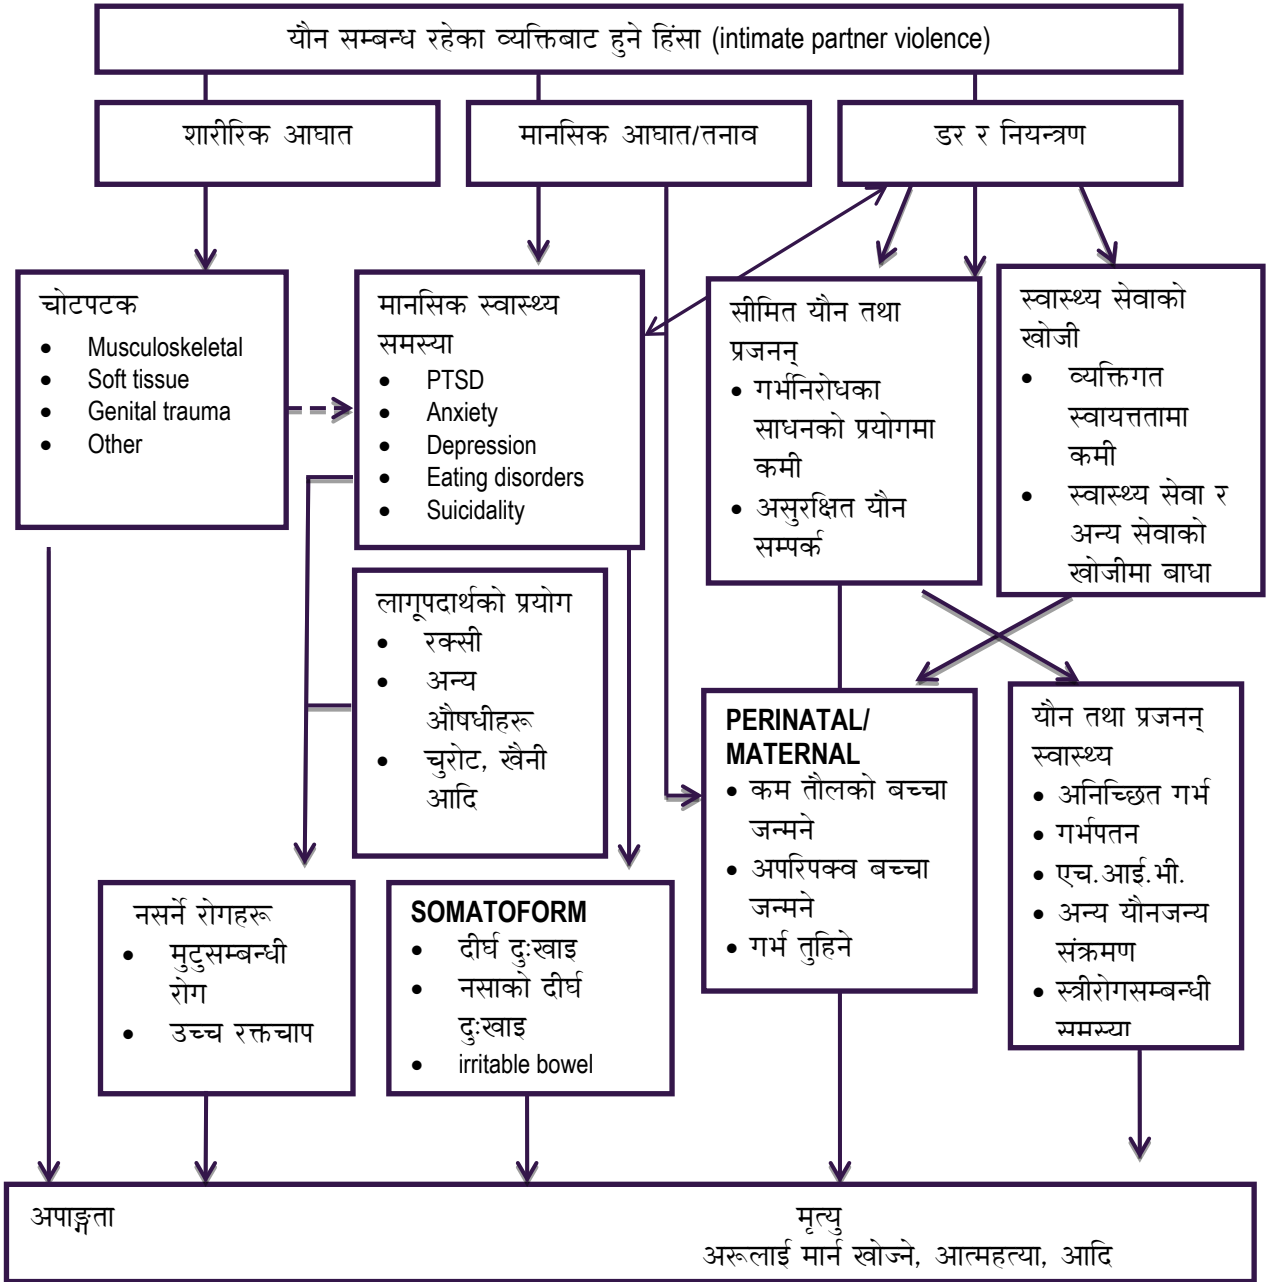 यौन सम्बन्ध रहेका व्यक्तिबाट हुने हिंसा (intimate partner violence)
शारीरिक आघात
मानसिक आघात/तनाव
डर र नियन्त्रण
चोटपटक
• Musculoskeletal
• Soft tissue
• Genital trauma
• Other
मानसिक स्वास्थ्य
समस्या
• PTSD
• Anxiety
• Depression
• Eating disorders
• Suicidality
सीमित यौन तथा
प्रजनन्
• गर्भनिरोधका
साधनको प्रयोगमा
कमी
• असुरक्षित यौन
सम्पर्क
स्वास्थ्य सेवाको
खोजी
• व्यक्तिगत
स्वायत्ततामा
कमी
• स्वास्थ्य सेवा र
अन्य सेवाको
खोजीमा बाधा
लागूपदार्थको प्रयोग
• रक्सी
• अन्य
औषधीहरू
• चुरोट, खैनी
आदि
PERINATAL/
MATERNAL
• कम तौलको बच्चा
जन्मने
• अपरिपक्व बच्चा
जन्मने
• गर्भ तुहिने
यौन तथा प्रजनन्
स्वास्थ्य
• अनिच्छित गर्भ
• गर्भपतन
• एच.आई.भी.
• अन्य यौनजन्य
संक्रमण
• स्त्रीरोगसम्बन्धी
समस्या
नसर्ने रोगहरू
• मुटुसम्बन्धी
रोग
• उच्च रक्तचाप
SOMATOFORM
• दीर्घ दुःखाइ
• नसाको दीर्घ
दुःखाइ
• irritable bowel
अपाङ्गता
मृत्यु
अरूलाई मार्न खोज्ने, आत्महत्या, आदि